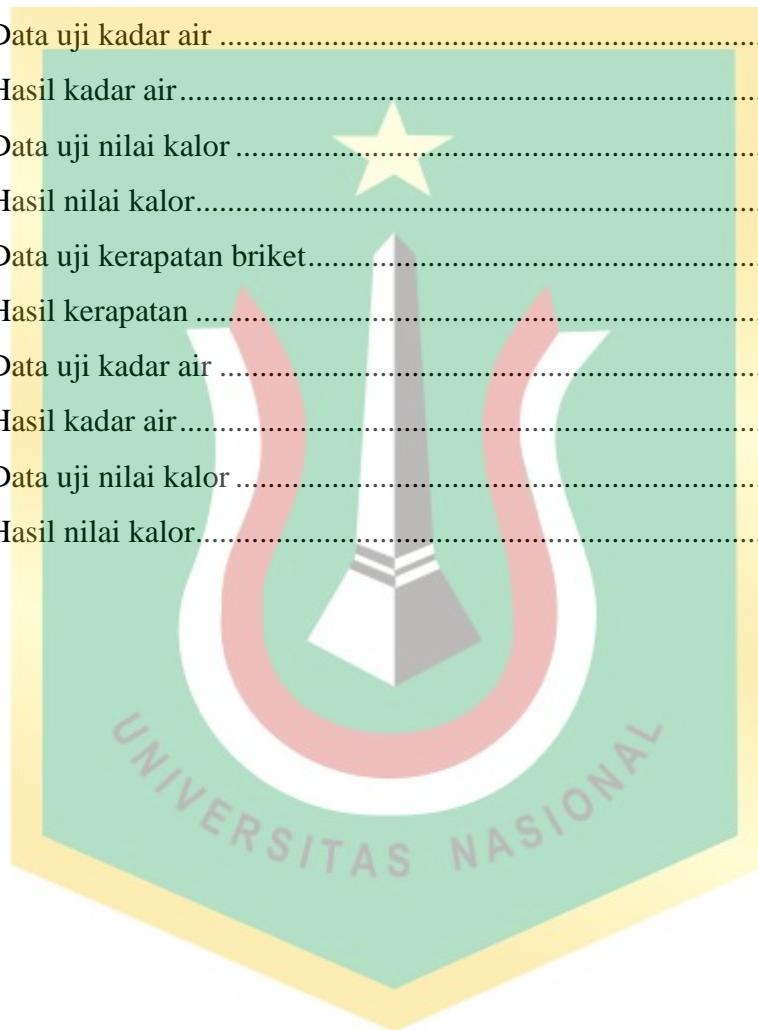 Data uji kadar air ........................................................................
Hasil kadar air.............................................................................
Data uji nilai kalor ......................................................................
Hasil nilai kalor...........................................................................
Data uji kerapatan briket............................................................
Hasil kerapatan ...........................................................................
Data uji kadar air ........................................................................
Hasil kadar air.............................................................................
Data uji nilai kalor ......................................................................
Hasil nilai kalor...........................................................................
UNIVERSITAS NASIONAL